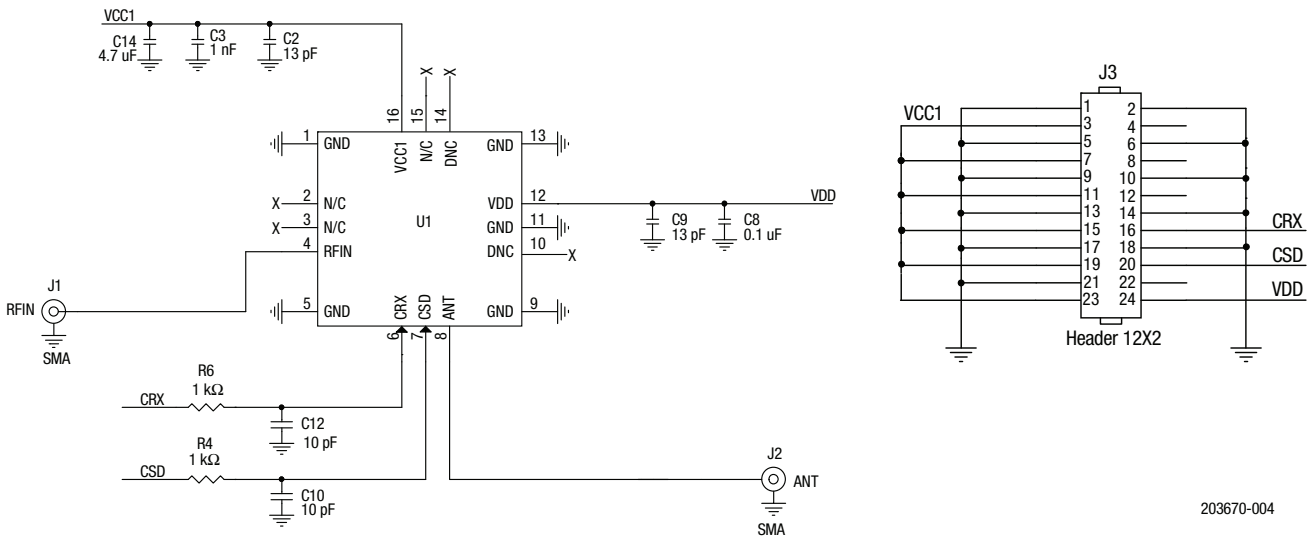 VCC1
C14
4.7 uF
C3
1 nF
C2
13 pF
X
X
16
15
14
VCC1
N/C
DNC
1
GND
GND
13
X
2
N/C
VDD
12
VDD
X
3
N/C
U1
GND
11
C9
13 pF
C8
0.1 uF
4
RFIN
DNC
10
X
J1
RFIN
SMA
5
GND
CRX
CSD
ANT
GND
9
6
7
8
R6
1 kΩ
CRX
C12
10 pF
R4
1 kΩ
CSD
C10
10 pF
J2
ANT
SMA
J3
VCC1
1
2
3
4
5
6
7
8
9
10
11
12
13
14
15
16
CRX
17
18
19
20
CSD
21
22
23
24
VDD
Header 12X2
203670-004